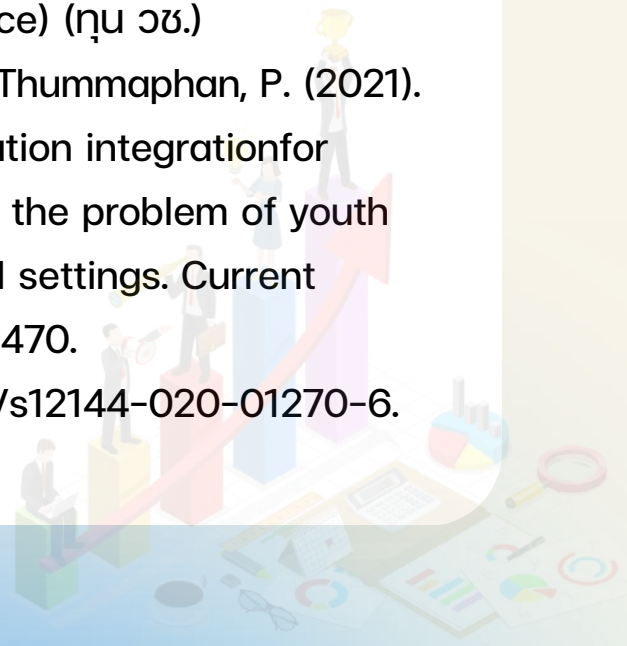 ce) (ทุน วช.)
Thummaphan, P. (2021).
ation integrationfor
the problem of youth
l settings. Current
470.
/s12144-020-01270-6.